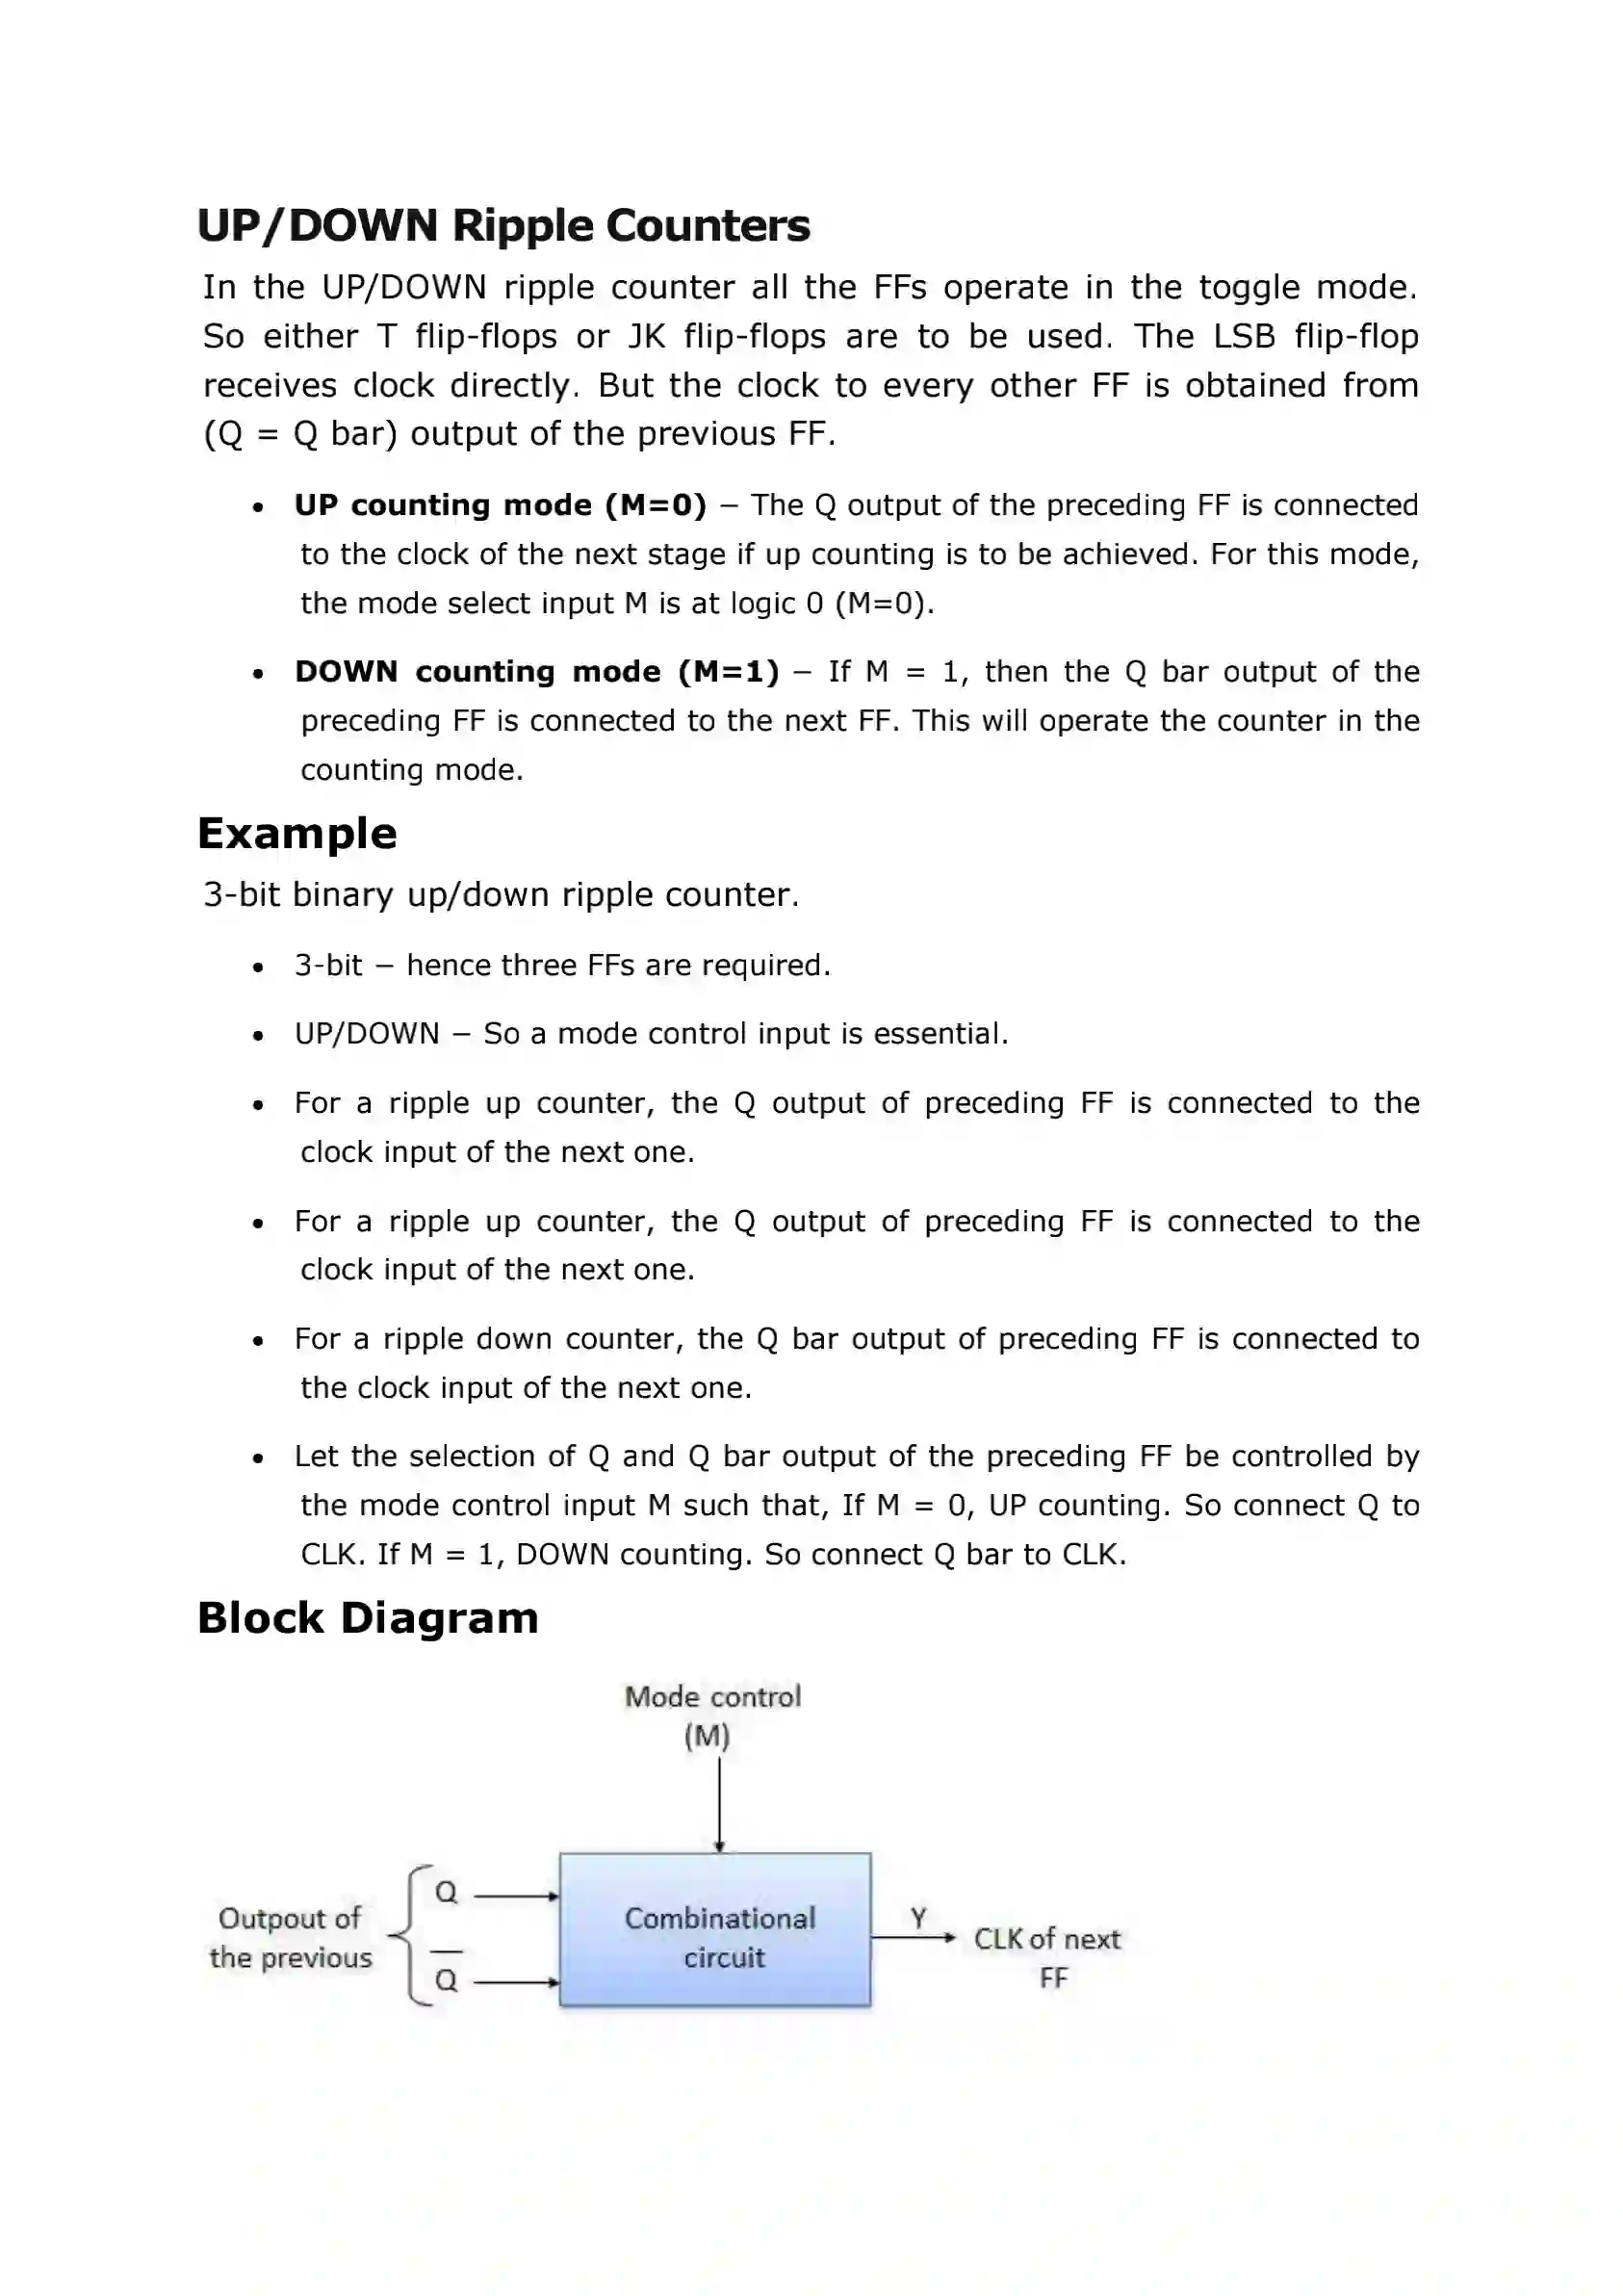 UP/DOWN Ripple Counters
In the UP/DOWN ripple counter all the FFs operate in the toggle mode.
So either T flip-flops or JK flip-flops are to be used. The LSB flip-flop
receives clock directly. But the clock to every other FF is obtained from
(Q = Q bar) output of the previous FF.
• UP counting mode (M=0) − The Q output of the preceding FF is connected
to the clock of the next stage if up counting is to be achieved. For this mode,
the mode select input M is at logic 0 (M=0).
• DOWN counting mode (M=1) − If M = 1, then the Q bar output of the
preceding FF is connected to the next FF. This will operate the counter in the
counting mode.
Example
3-bit binary up/down ripple counter.
• 3-bit − hence three FFs are required.
• UP/DOWN − So a mode control input is essential.
• For a ripple up counter, the Q output of preceding FF is connected to the
clock input of the next one.
• For a ripple up counter, the Q output of preceding FF is connected to the
clock input of the next one.
• For a ripple down counter, the Q bar output of preceding FF is connected to
the clock input of the next one.
• Let the selection of Q and Q bar output of the preceding FF be controlled by
the mode control input M such that, If M = 0, UP counting. So connect Q to
CLK. If M = 1, DOWN counting. So connect Q bar to CLK.
Block Diagram
Mode control
(M)
Outpout of
the previous
Q
Q̅
Combinational
circuit
Y
CLK of next
FF